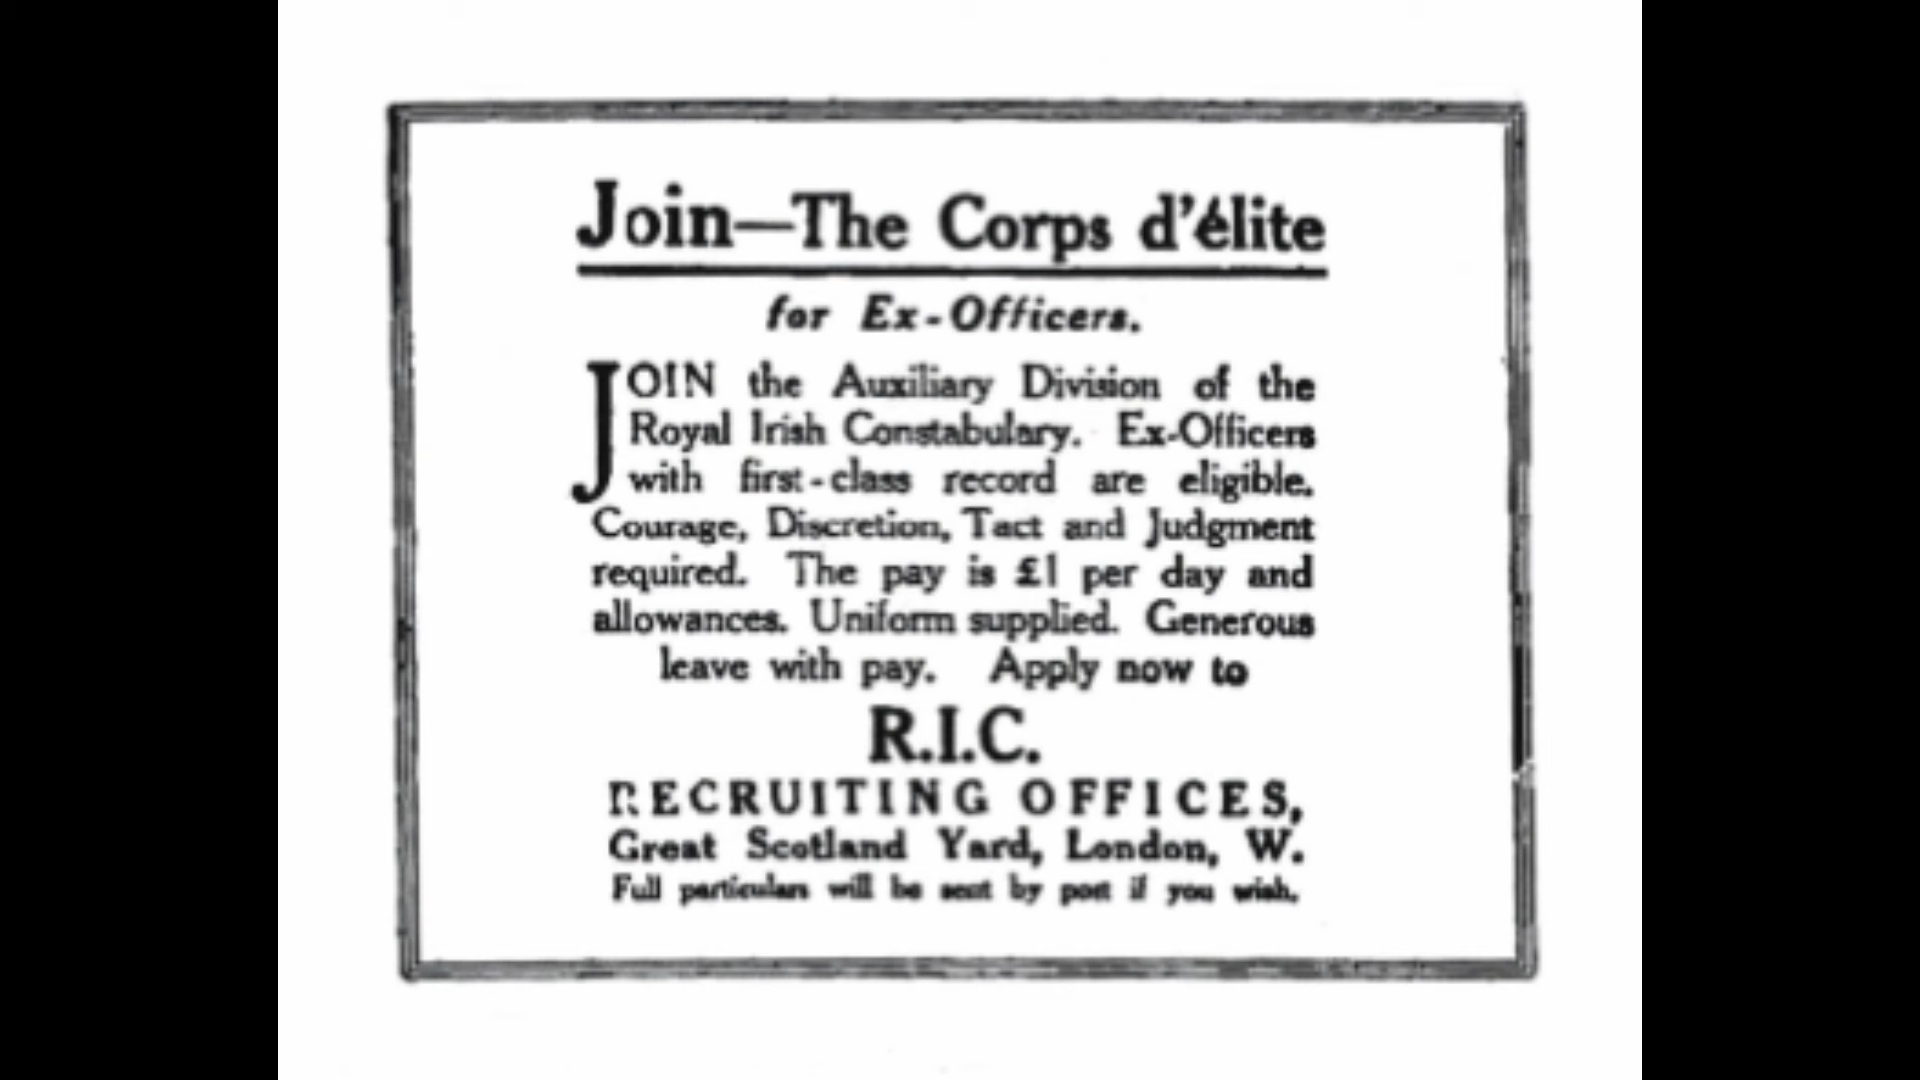 Join—The Corps d'élite
for Ex-Officers.
JOIN the Auxiliary Division of the
Royal Irish Constabulary. Ex-Officers
with first-class record are eligible.
Courage, Discretion, Tact and Judgment
required. The pay is £1 per day and
allowances. Uniform supplied. Generous
leave with pay. Apply now to
R.I.C.
RECRUITING OFFICES,
Great Scotland Yard, London, W.
Full particulars will be sent by post if you wish.